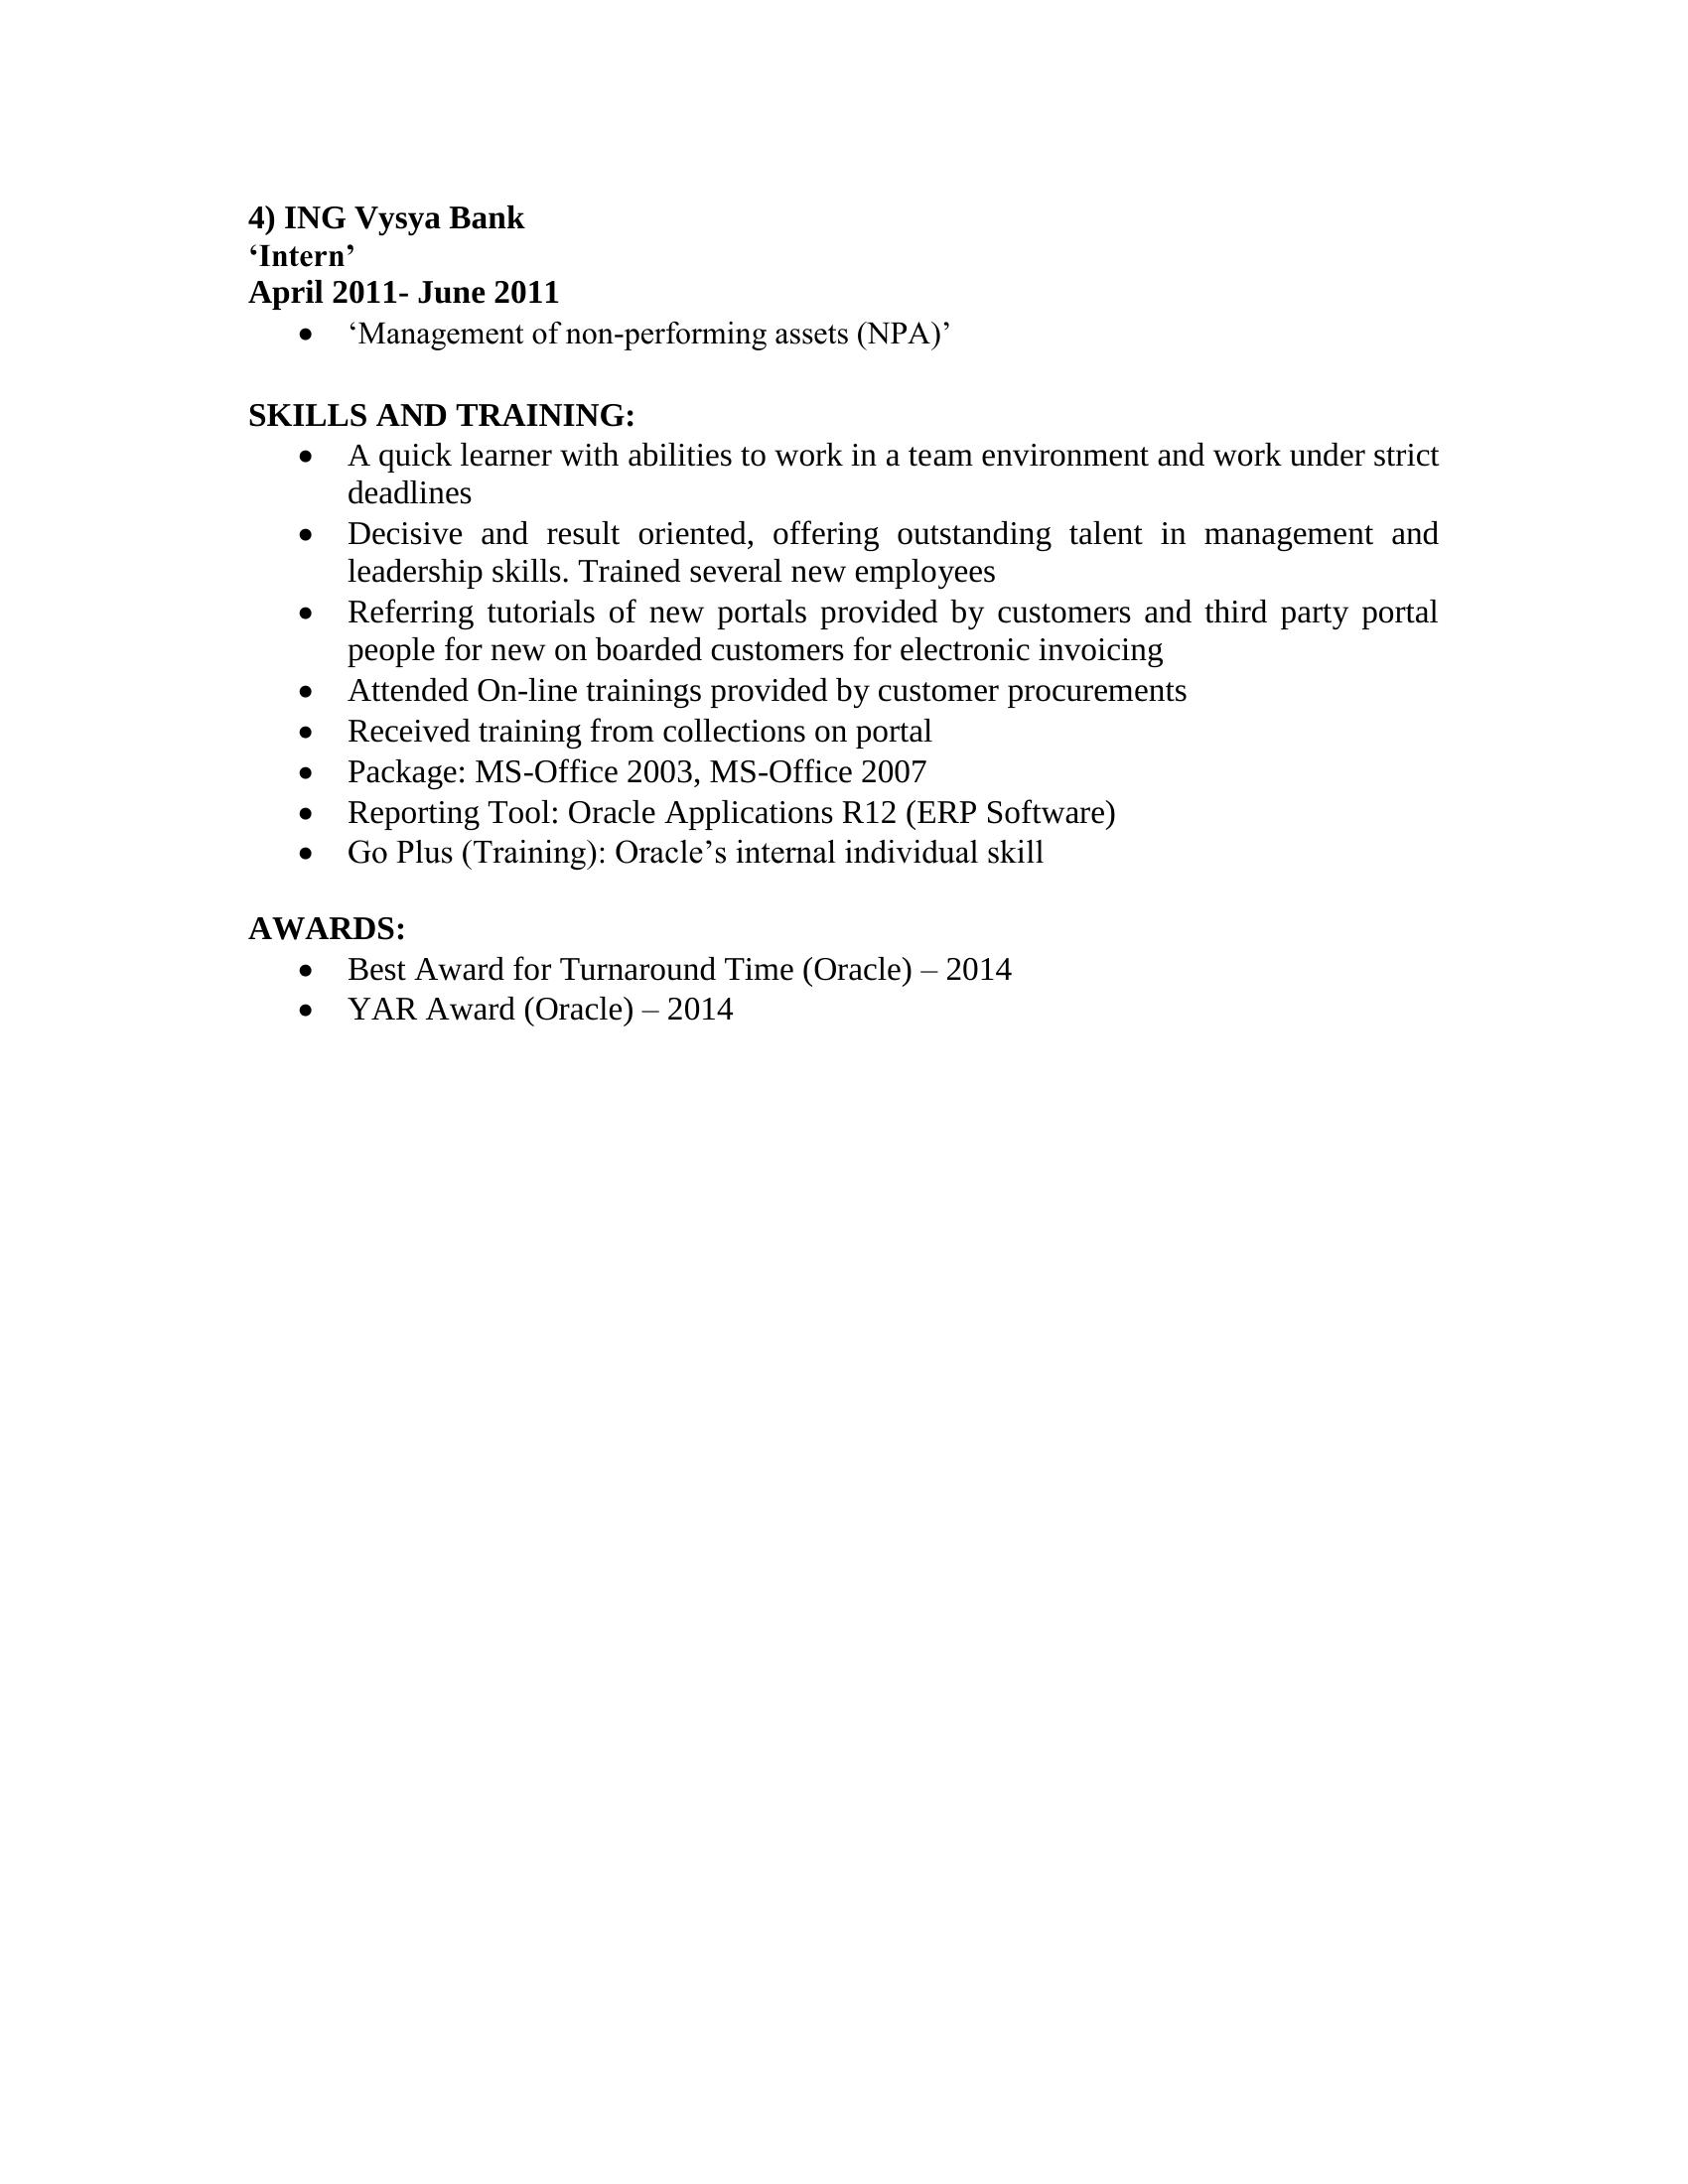 4) ING Vysya Bank
‘Intern’
April 2011- June 2011
• ‘Management of non-performing assets (NPA)’
SKILLS AND TRAINING:
• A quick learner with abilities to work in a team environment and work under strict
deadlines
• Decisive and result oriented, offering outstanding talent in management and
leadership skills. Trained several new employees
• Referring tutorials of new portals provided by customers and third party portal
people for new on boarded customers for electronic invoicing
• Attended On-line trainings provided by customer procurements
• Received training from collections on portal
• Package: MS-Office 2003, MS-Office 2007
• Reporting Tool: Oracle Applications R12 (ERP Software)
• Go Plus (Training): Oracle’s internal individual skill
AWARDS:
• Best Award for Turnaround Time (Oracle) – 2014
• YAR Award (Oracle) – 2014